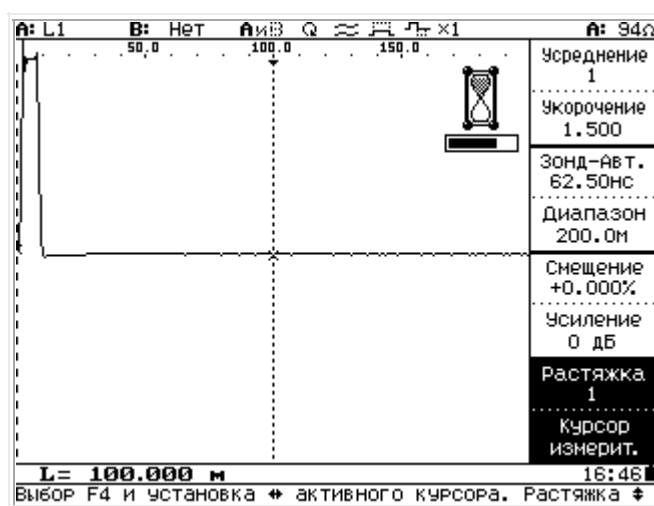 A: L1 B: Нет АиВ Q ×1 A: 94Ω
50,0 100.0 150,0
Усреднение
1
Укорочение
1.500
Зонд-Авт.
62.50нс
Диапазон
200.0м
Смещение
+0.000%
Усиление
0 дБ
Растяжка
1
Курсор
измерит.
L= 100.000 м 16:46
Выбор F4 и установка ↔ активного курсора. Растяжка ↕